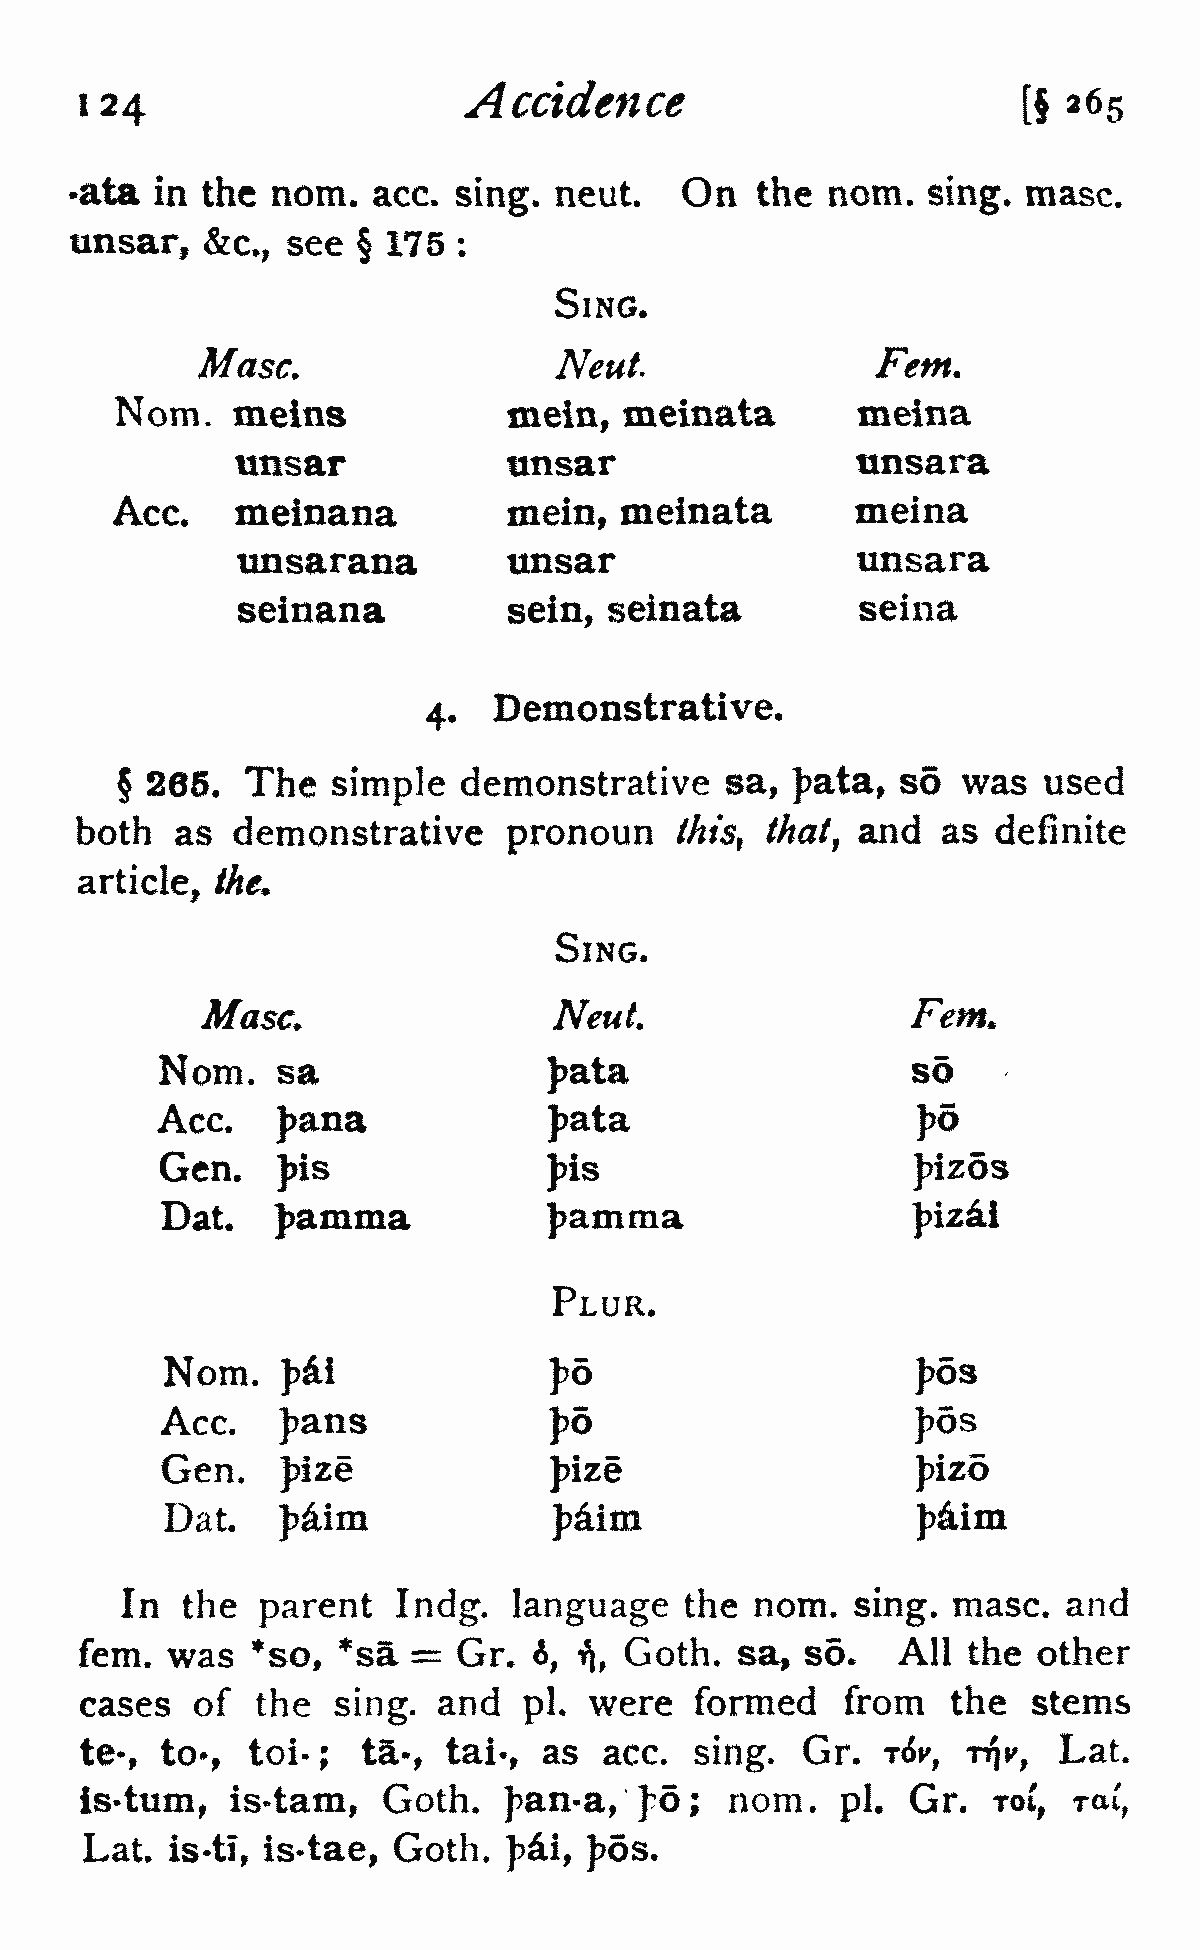 124 Accidence [§ 265
-ata in the nom. acc. sing. neut. On the nom. sing. masc.
unsar, &c., see § 175 :
SING.
Masc. Neut. Fem.
Nom. meins mein, meinata meina
unsar unsar unsara
Acc. meinana mein, meinata meina
unsarana unsar unsara
seinana sein, seinata seina
4. Demonstrative.
§ 265. The simple demonstrative sa, þata, sō was used
both as demonstrative pronoun this, that, and as definite
article, the.
SING.
Masc. Neut. Fem.
Nom. sa þata sō
Acc. þana þata þō
Gen. þis þis þizōs
Dat. þamma þamma þizái
PLUR.
Nom. þái þō þōs
Acc. þans þō þōs
Gen. þizē þizē þizō
Dat. þáim þáim þáim
In the parent Indg. language the nom. sing. masc. and
fem. was *so, *sā = Gr. ὁ, ἡ, Goth. sa, sō. All the other
cases of the sing. and pl. were formed from the stems
te-, to-, toi- ; tā-, tai-, as acc. sing. Gr. τόν, τήν, Lat.
is-tum, is-tam, Goth. þan-a, þō ; nom. pl. Gr. τοί, ταί,
Lat. is-tī, is-tae, Goth. þái, þōs.